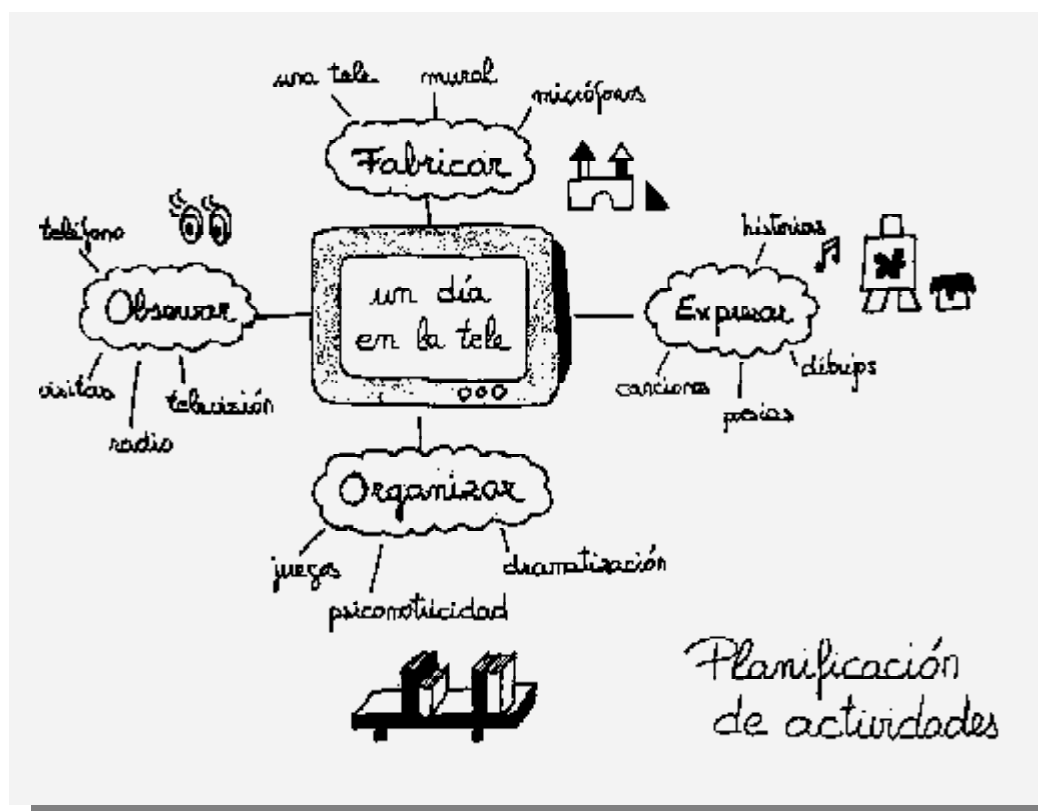 una tele
mural
micrófonos
Fabricar
teléfono
Observar
visitas
radio
televisión
un día
en la tele
historias
Expresar
canciones
poesías
dibujos
Organizar
juegos
psicomotricidad
dramatización
Planificación
de actividades